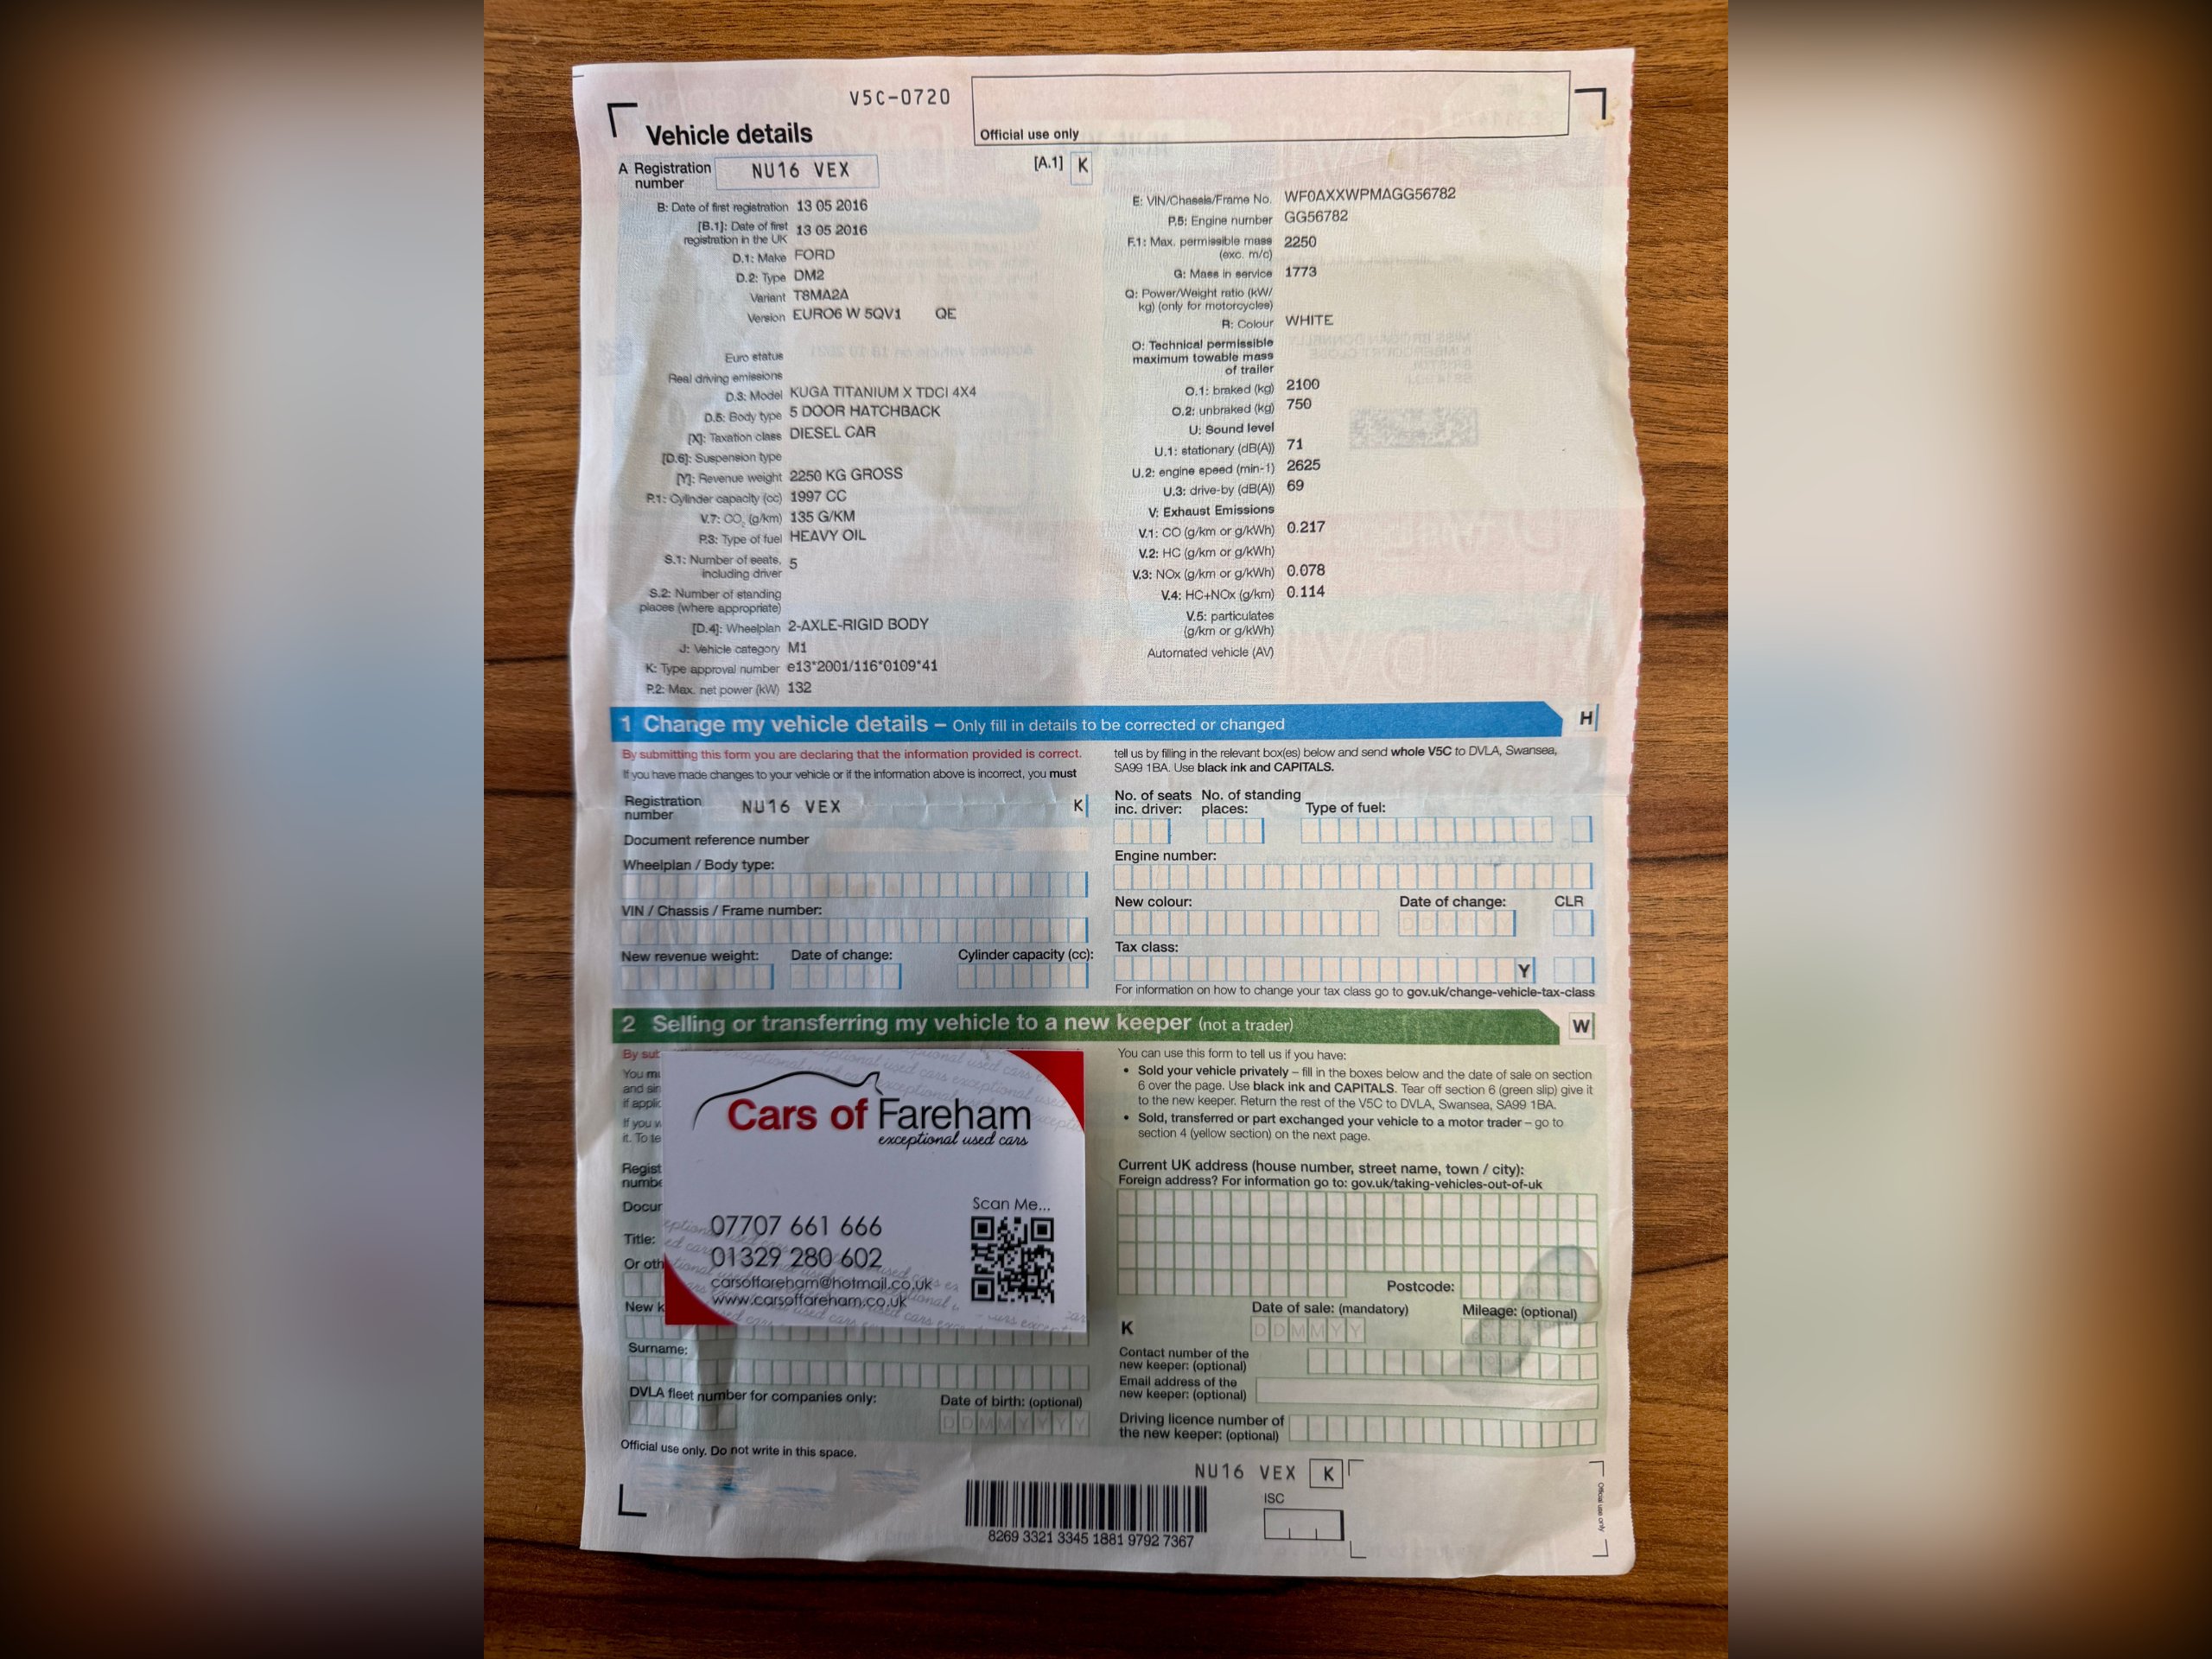 V5C-0720
Official use only
Vehicle details
A Registration number NU16 VEX
[A.1] K
B: Date of first registration 13 05 2016
[B.1]: Date of first registration in the UK 13 05 2016
D.1: Make FORD
D.2: Type DM2
Variant T8MA2A
Version EURO6 W 5QV1 QE
Euro status
Real driving emissions
D.3: Model KUGA TITANIUM X TDCI 4X4
D.5: Body type 5 DOOR HATCHBACK
[X]: Taxation class DIESEL CAR
[D.6]: Suspension type
[Y]: Revenue weight 2250 KG GROSS
P.1: Cylinder capacity (cc) 1997 CC
V.7: CO2 (g/km) 135 G/KM
P.3: Type of fuel HEAVY OIL
S.1: Number of seats, including driver 5
S.2: Number of standing places (where appropriate)
[D.4]: Wheelplan 2-AXLE-RIGID BODY
J: Vehicle category M1
K: Type approval number e13*2001/116*0109*41
P.2: Max. net power (kW) 132
E: VIN/Chassis/Frame No. WF0AXXWPMAGG56782
P.5: Engine number GG56782
F.1: Max. permissible mass (exc. m/c) 2250
G: Mass in service 1773
Q: Power/Weight ratio (kW/kg) (only for motorcycles)
R: Colour WHITE
O: Technical permissible maximum towable mass of trailer
O.1: braked (kg) 2100
O.2: unbraked (kg) 750
U: Sound level
U.1: stationary (dB(A)) 71
U.2: engine speed (min-1) 2625
U.3: drive-by (dB(A)) 69
V: Exhaust Emissions
V.1: CO (g/km or g/kWh) 0.217
V.2: HC (g/km or g/kWh)
V.3: NOx (g/km or g/kWh) 0.078
V.4: HC+NOx (g/km) 0.114
V.5: particulates (g/km or g/kWh)
Automated vehicle (AV)
1 Change my vehicle details – Only fill in details to be corrected or changed
H
By submitting this form you are declaring that the information provided is correct.
If you have made changes to your vehicle or if the information above is incorrect, you must
tell us by filling in the relevant box(es) below and send whole V5C to DVLA, Swansea,
SA99 1BA. Use black ink and CAPITALS.
Registration number NU16 VEX K
Document reference number
Wheelplan / Body type:
VIN / Chassis / Frame number:
New revenue weight: Date of change: Cylinder capacity (cc):
No. of seats inc. driver: No. of standing places: Type of fuel:
Engine number:
New colour: Date of change: CLR
Tax class:
Y
For information on how to change your tax class go to gov.uk/change-vehicle-tax-class
2 Selling or transferring my vehicle to a new keeper (not a trader)
W
By sub
You mu
and sin
if applic
If you w
it. To te
Regist
numbe
Docur
Title:
Or oth
New k
Surname:
DVLA fleet number for companies only: Date of birth: (optional)
DDMMYYYY
Official use only. Do not write in this space.
Cars of Fareham
exceptional used cars
Scan Me...
07707 661 666
01329 280 602
carsoffareham@hotmail.co.uk
www.carsoffareham.co.uk
You can use this form to tell us if you have:
• Sold your vehicle privately – fill in the boxes below and the date of sale on section
6 over the page. Use black ink and CAPITALS. Tear off section 6 (green slip) give it
to the new keeper. Return the rest of the V5C to DVLA, Swansea, SA99 1BA.
• Sold, transferred or part exchanged your vehicle to a motor trader – go to
section 4 (yellow section) on the next page.
Current UK address (house number, street name, town / city):
Foreign address? For information go to: gov.uk/taking-vehicles-out-of-uk
Postcode:
Date of sale: (mandatory) Mileage: (optional)
K
DDMMYY
Contact number of the new keeper: (optional)
Email address of the new keeper: (optional)
Driving licence number of the new keeper: (optional)
NU16 VEX K
ISC
8269 3321 3345 1881 9792 7367
Official use only